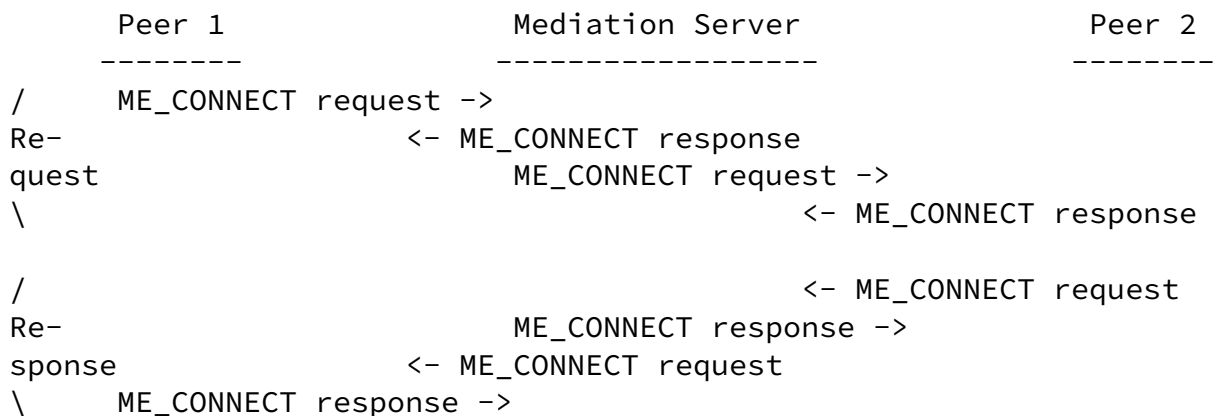 Peer 1                Mediation Server                Peer 2
--------              ------------------              --------
/     ME_CONNECT request ->
Re-                   <- ME_CONNECT response
quest                       ME_CONNECT request ->
\                                           <- ME_CONNECT response
/                                           <- ME_CONNECT request
Re-                         ME_CONNECT response ->
sponse                <- ME_CONNECT request
\     ME_CONNECT response ->